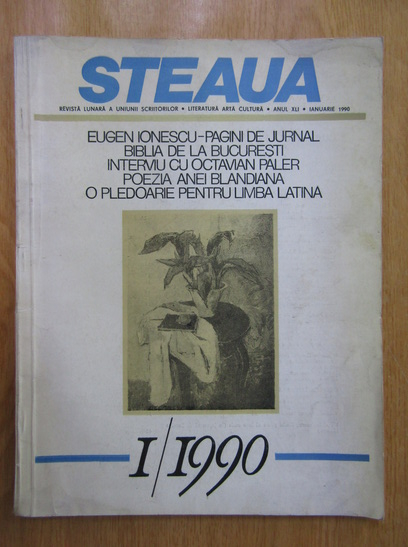 STEAUA
REVISTĂ LUNARĂ A UNIUNII SCRIITORILOR • LITERATURĂ ARTĂ CULTURĂ • ANUL XLI • IANUARIE 1990
EUGEN IONESCU-PAGINI DE JURNAL
BIBLIA DE LA BUCUREȘTI
INTERVIU CU OCTAVIAN PALER
POEZIA ANEI BLANDIANA
O PLEDOARIE PENTRU LIMBA LATINA
I/1990